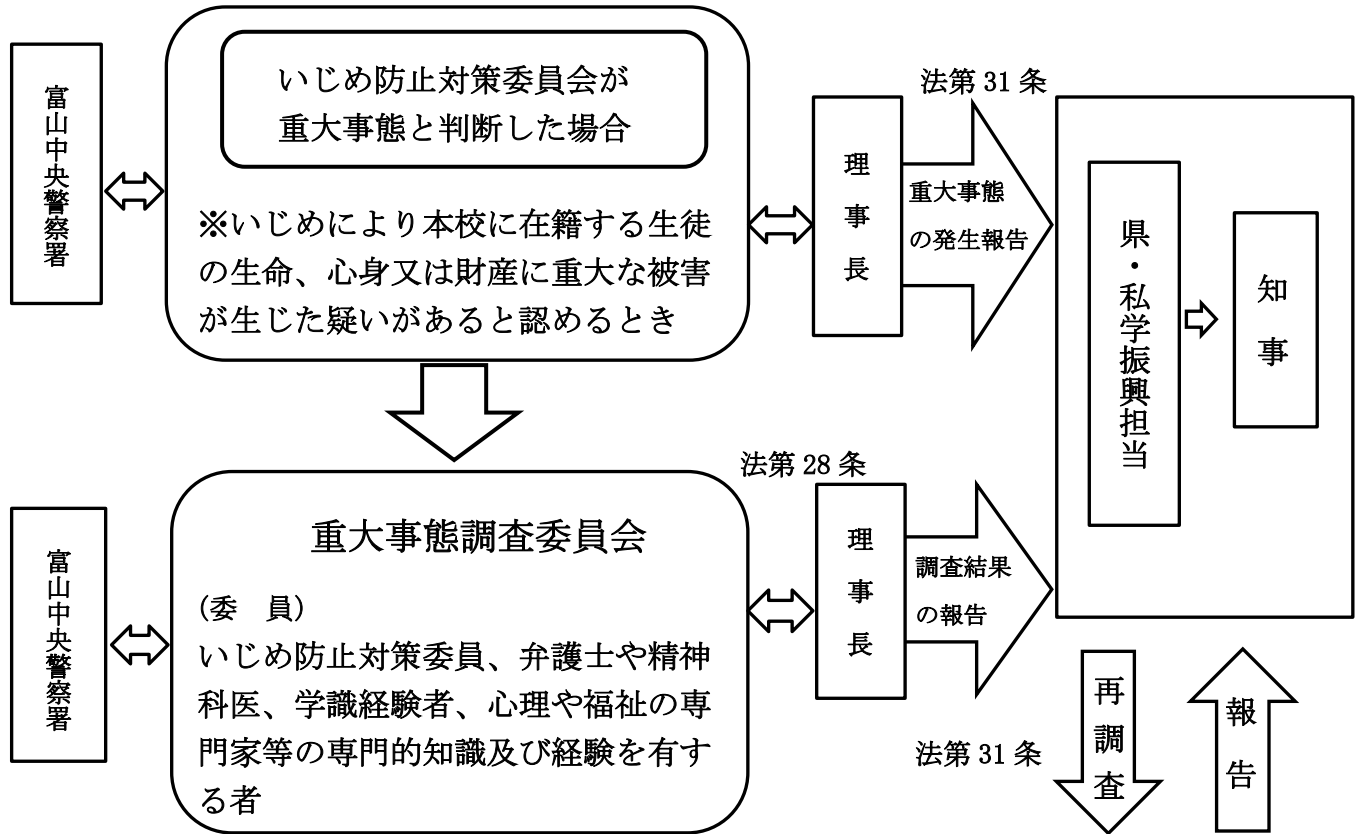 富山中央警察署
いじめ防止対策委員会が
重大事態と判断した場合
※いじめにより本校に在籍する生徒
の生命、心身又は財産に重大な被害
が生じた疑いがあると認めるとき
理事長
法第 31 条
重大事態
の発生報告
県・私学振興担当
知事
富山中央警察署
重大事態調査委員会
(委　員)
いじめ防止対策委員、弁護士や精神
科医、学識経験者、心理や福祉の専
門家等の専門的知識及び経験を有す
る者
法第 28 条
理事長
調査結果
の報告
法第 31 条
再調査
報告